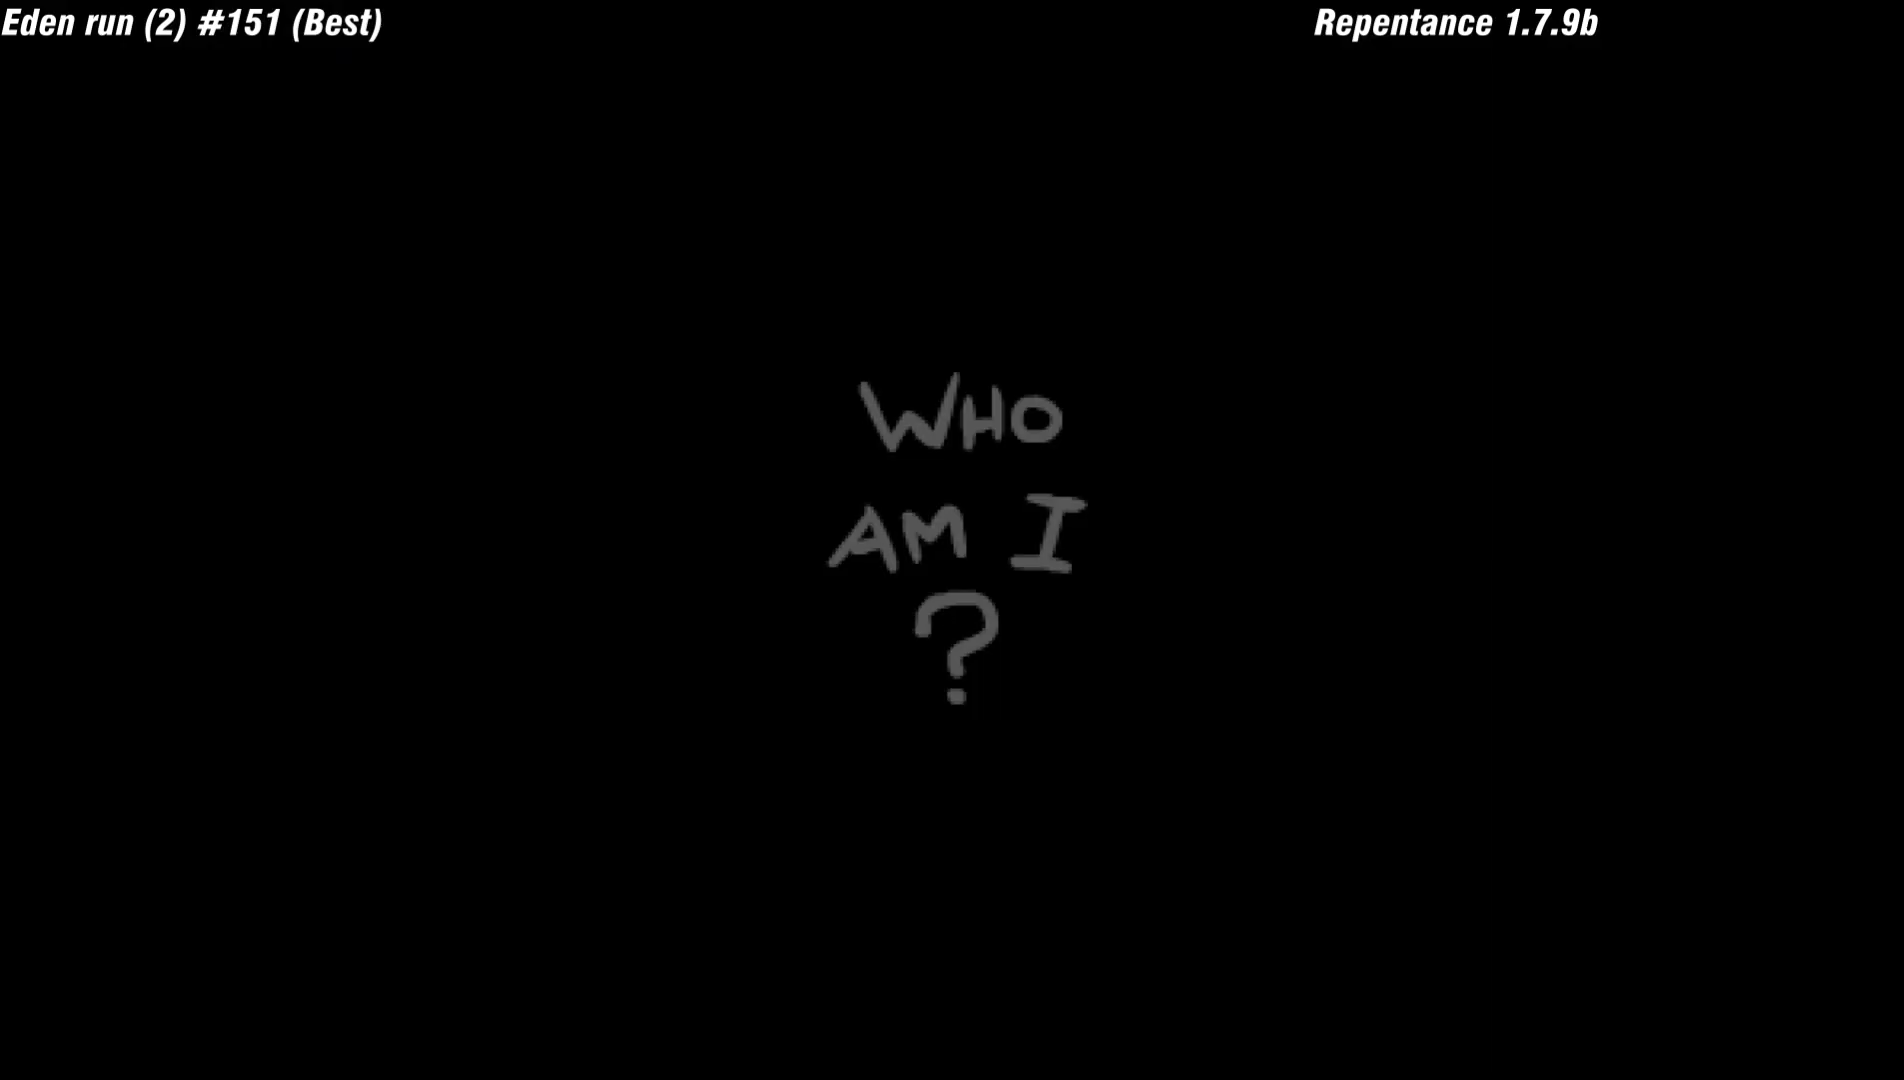 Eden run (2) #151 (Best)
Repentance 1.7.9b
WHO
AM I
?